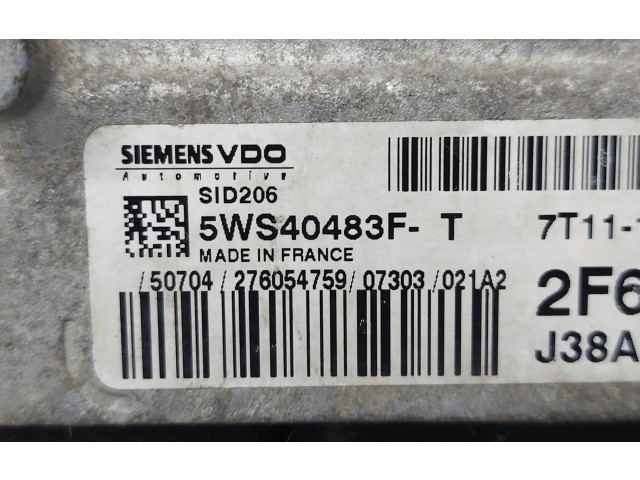 SIEMENS VDO
Automotive
SID206
5WS40483F- T 7T11-
MADE IN FRANCE
/50704/276054759/07303/021A2
2F6
J38A